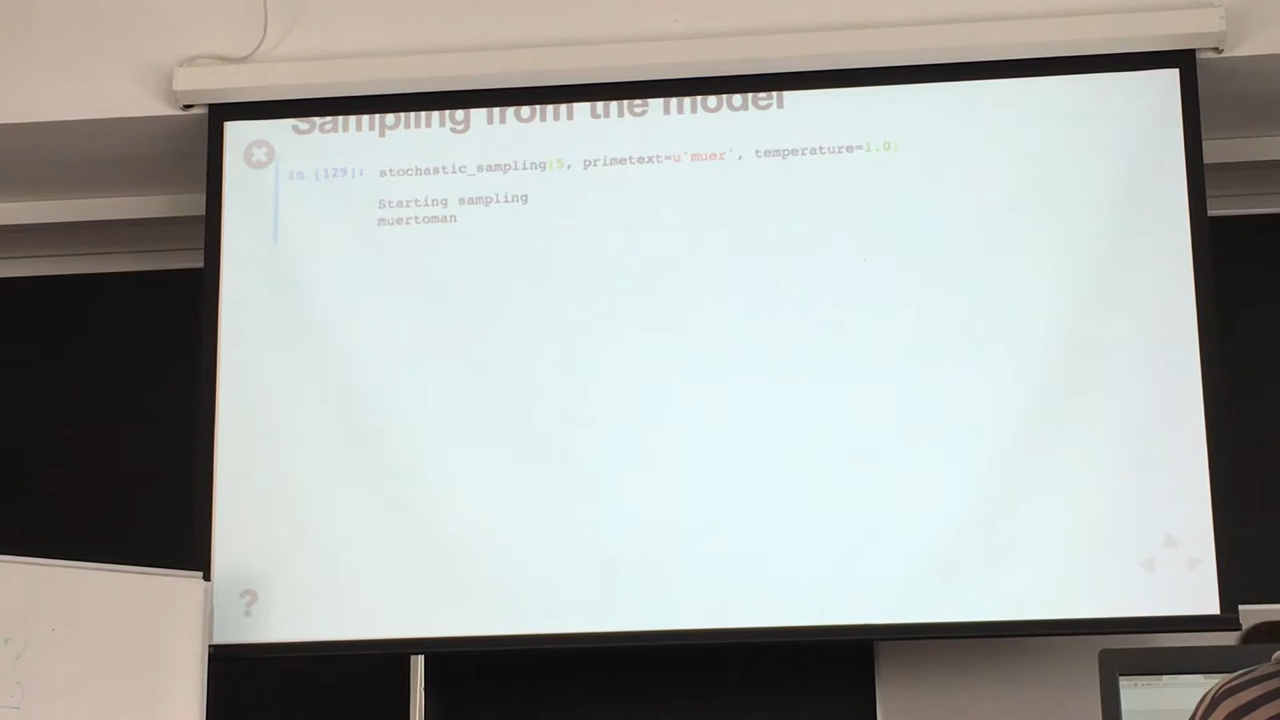 Sampling from the model
In [129]: stochastic_sampling(5, primetext=u'muer', temperature=1.0)
Starting sampling
muertoman
?